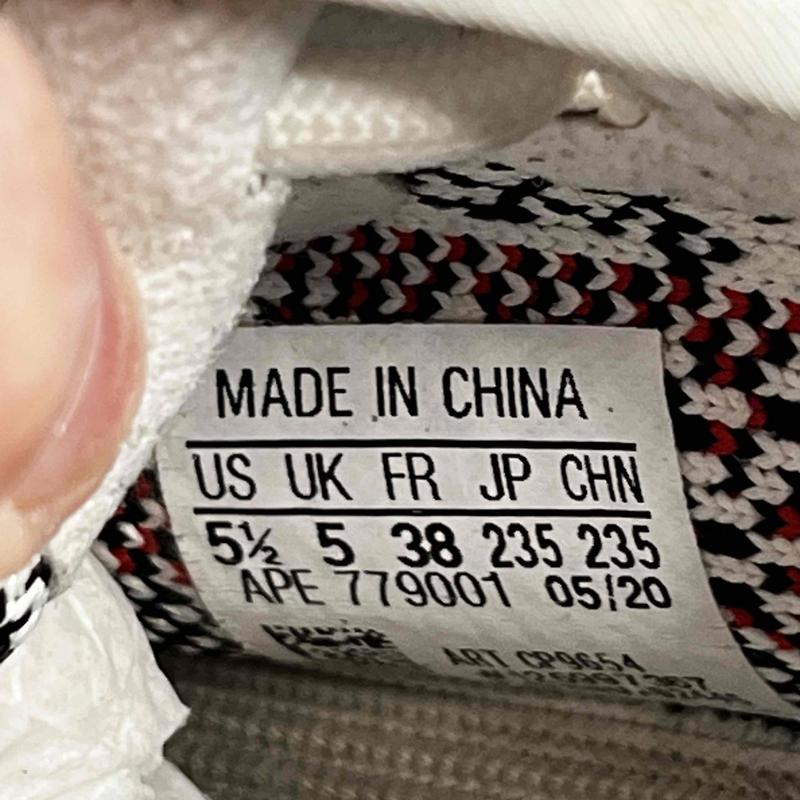 MADE IN CHINA
US UK FR JP CHN
5½ 5 38 235 235
APE 779001 05/20
ART CP9654